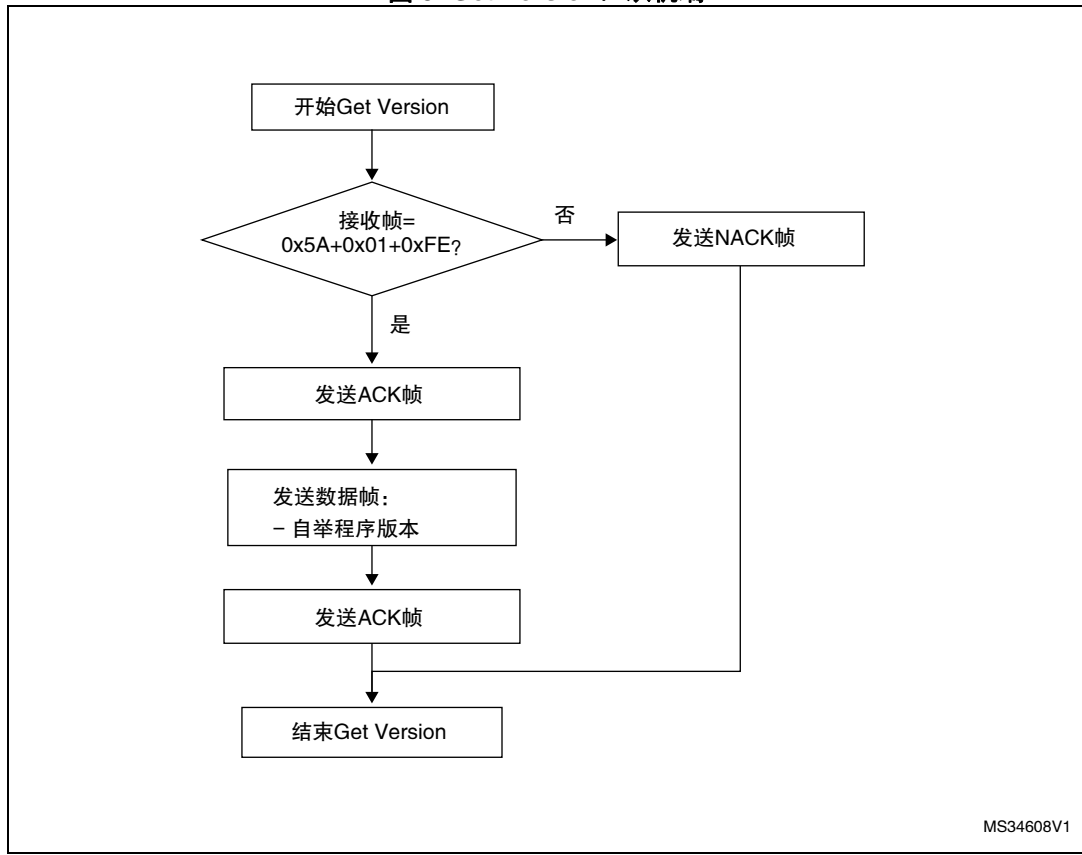 开始Get Version
接收帧=
0x5A+0x01+0xFE?
否
发送NACK帧
是
发送ACK帧
发送数据帧：
– 自举程序版本
发送ACK帧
结束Get Version
MS34608V1